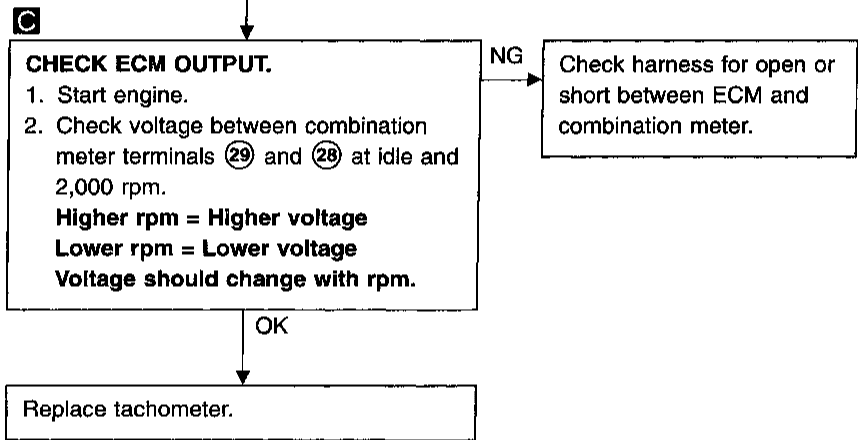 C
CHECK ECM OUTPUT.
1. Start engine.
2. Check voltage between combination
meter terminals 29 and 28 at idle and
2,000 rpm.
Higher rpm = Higher voltage
Lower rpm = Lower voltage
Voltage should change with rpm.
NG
Check harness for open or
short between ECM and
combination meter.
OK
Replace tachometer.